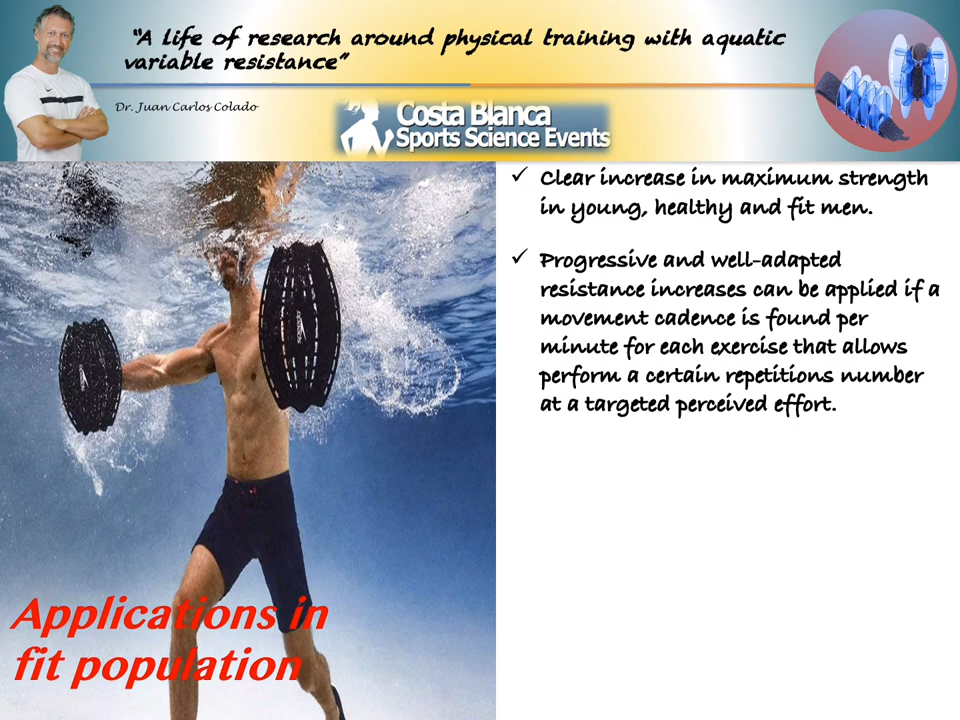 "A life of research around physical training with aquatic
variable resistance"
Dr. Juan Carlos Colado
Costa Blanca
Sports Science Events
✓ Clear increase in maximum strength
in young, healthy and fit men.
✓ Progressive and well-adapted
resistance increases can be applied if a
movement cadence is found per
minute for each exercise that allows
perform a certain repetitions number
at a targeted perceived effort.
speedo
Applications in
fit population